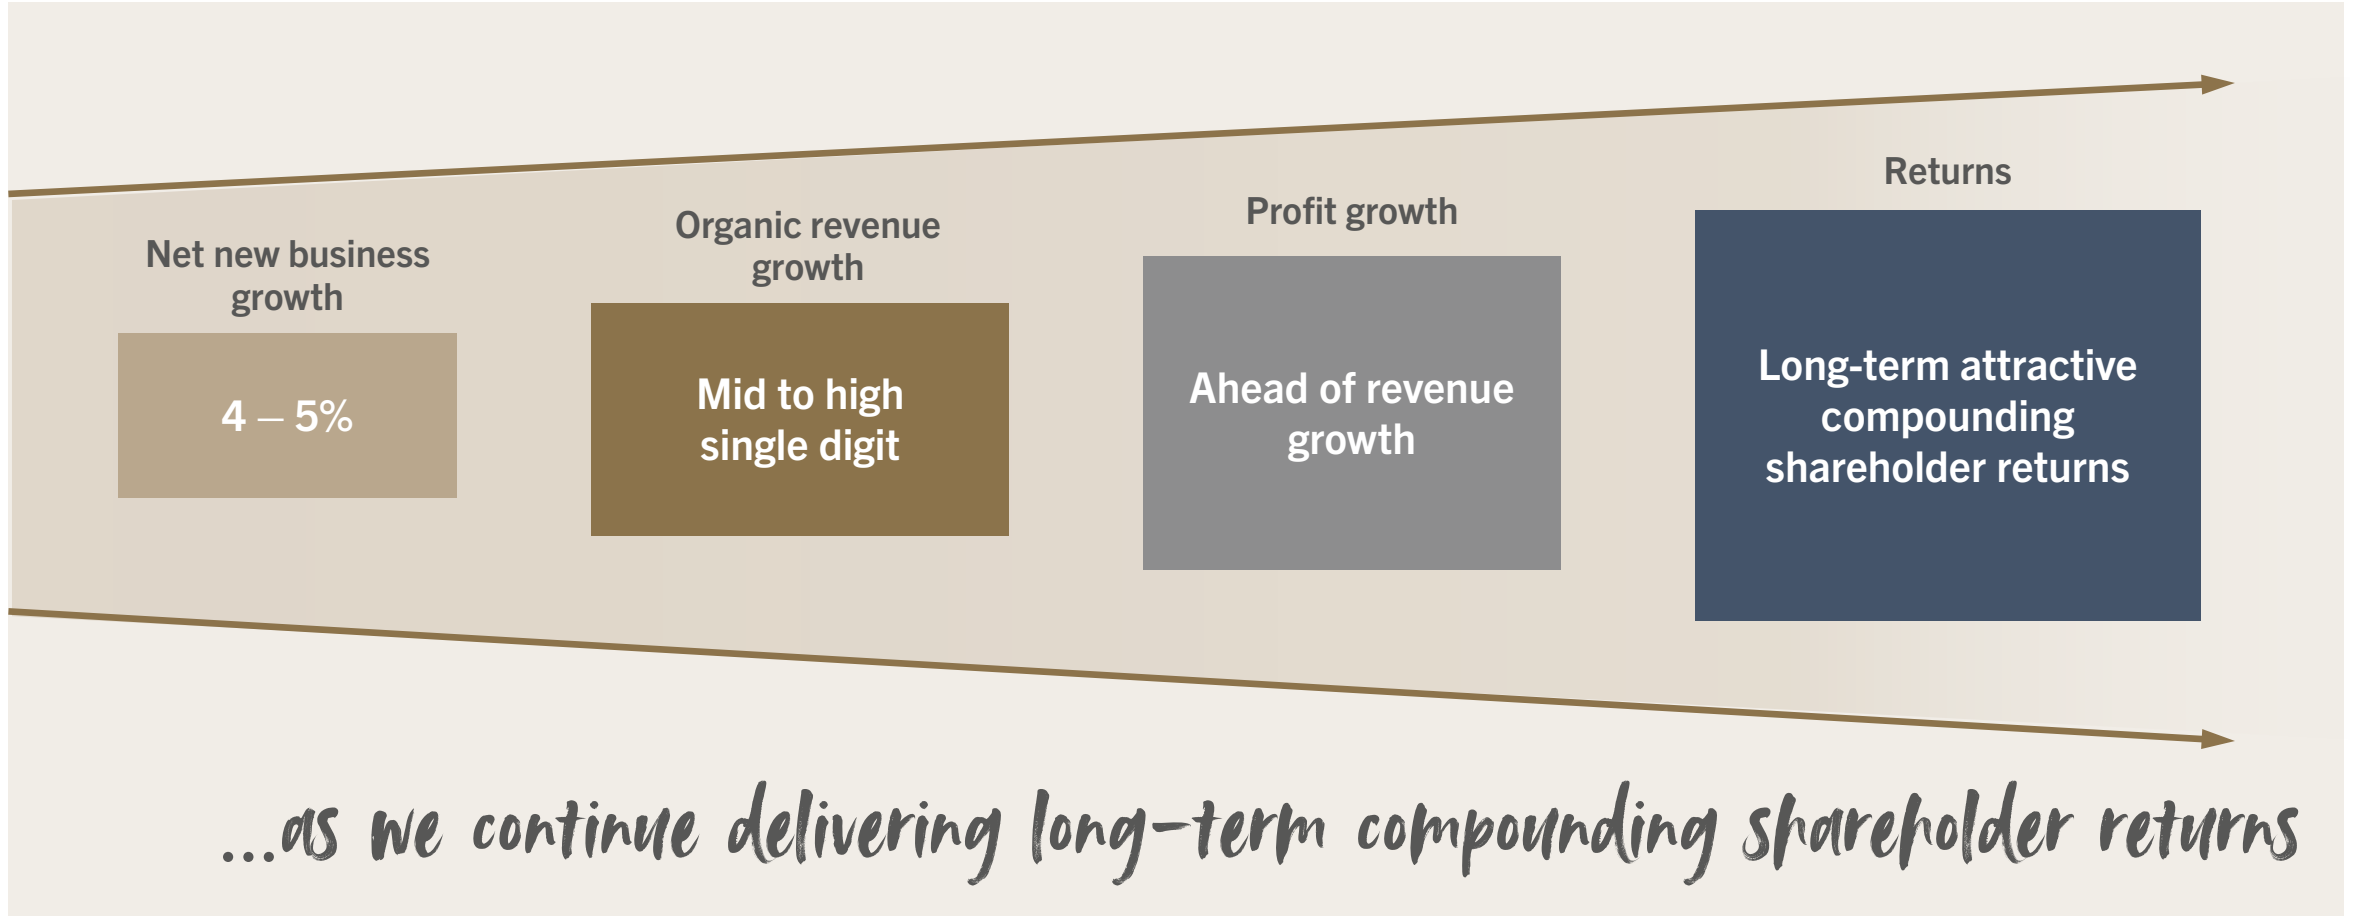 Net new business
growth
4 – 5%
Organic revenue
growth
Mid to high
single digit
Profit growth
Ahead of revenue
growth
Returns
Long-term attractive
compounding
shareholder returns
...as we continue delivering long-term compounding shareholder returns